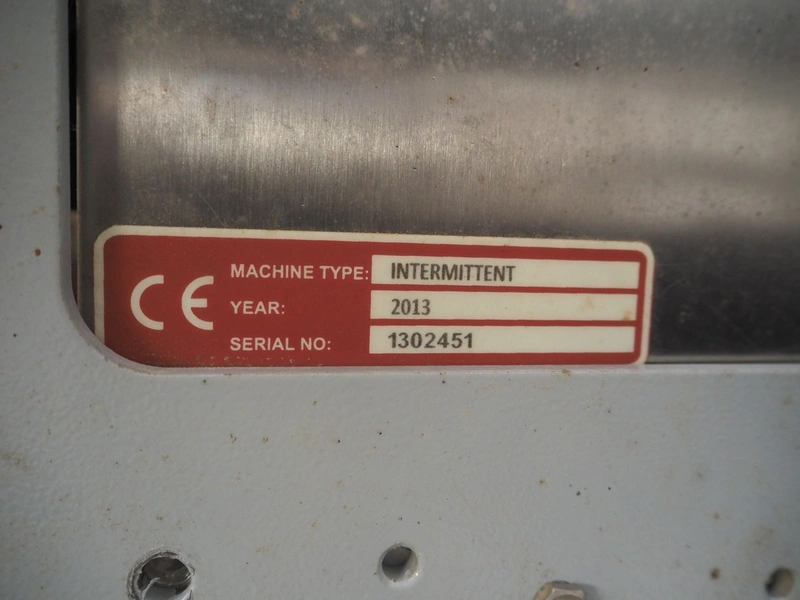 CE
MACHINE TYPE: INTERMITTENT
YEAR: 2013
SERIAL NO: 1302451